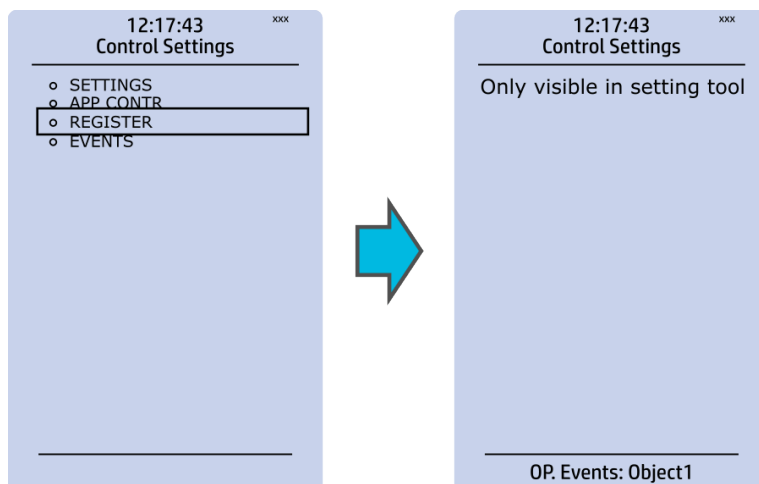 12:17:43
xxx
Control Settings
SETTINGS
APP CONTR
REGISTER
EVENTS
12:17:43
xxx
Control Settings
Only visible in setting tool
OP. Events: Object1